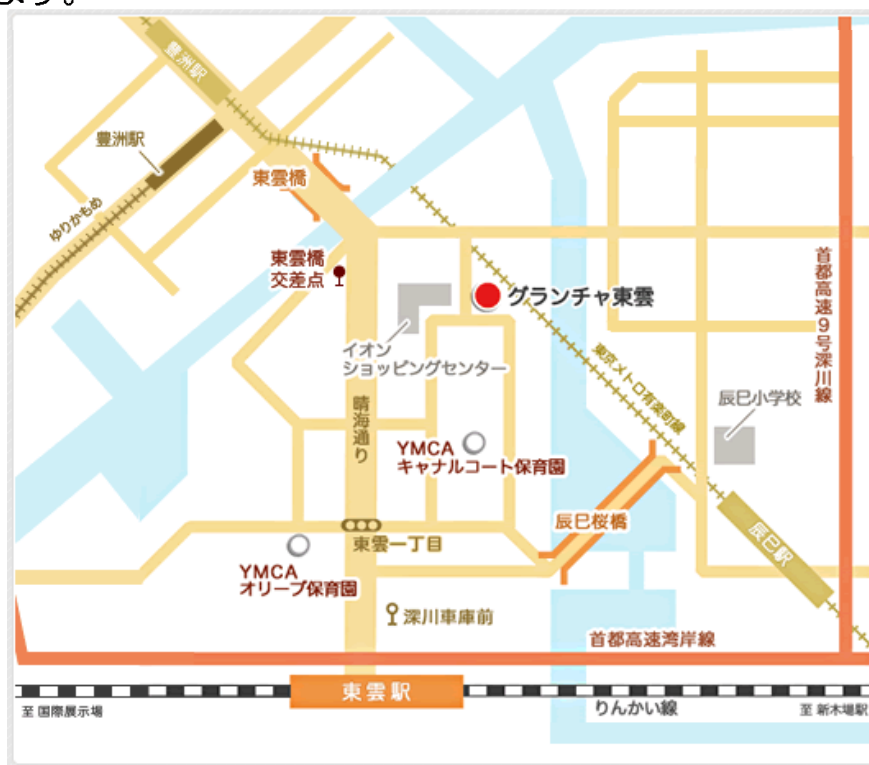 ます。
豊洲駅
豊洲駅
ゆりかもめ
東雲橋
東雲橋
交差点
グランチャ東雲
イオン
ショッピングセンター
東京メトロ有楽町線
首都高速9号深川線
辰巳小学校
晴海通り
YMCA
キャナルコート保育園
辰巳桜橋
辰巳駅
東雲一丁目
YMCA
オリーブ保育園
深川車庫前
首都高速湾岸線
東雲駅
りんかい線
至 国際展示場
至 新木場駅